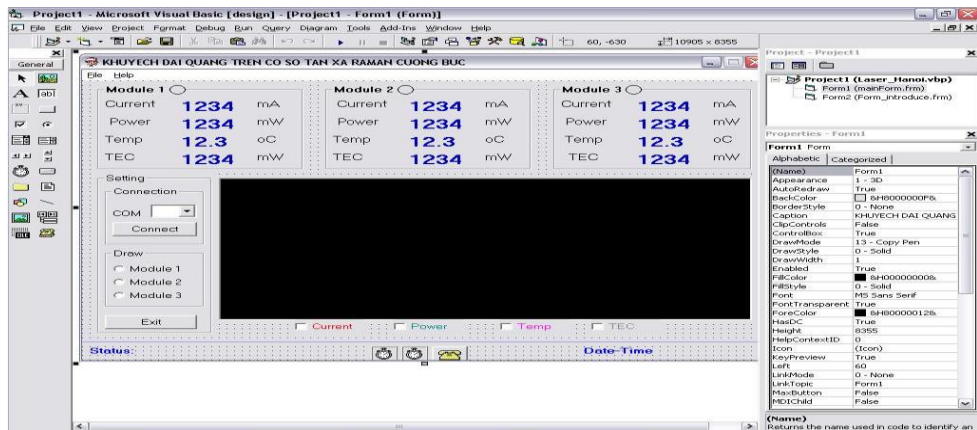 Project1 - Microsoft Visual Basic [design] - [Project1 - Form1 (Form)]
File Edit View Project Format Debug Run Query Diagram Tools Add-Ins Window Help
60, -630 10905 x 8355
General
KHUYECH DAI QUANG TREN CO SO TAN XA RAMAN CUONG BUC
File Help
Module 1 Module 2 Module 3
Current 1234 mA Current 1234 mA Current 1234 mA
Power 1234 mW Power 1234 mW Power 1234 mW
Temp 12.3 oC Temp 12.3 oC Temp 12.3 oC
TEC 1234 mW TEC 1234 mW TEC 1234 mW
Setting
Connection
COM
Connect
Draw
Module 1
Module 2
Module 3
Exit
Current Power Temp TEC
Status: Date-Time
Project - Project1
Project1 (Laser_Hanoi.vbp)
Form1 (mainForm.frm)
Form2 (Form_introduce.frm)
Properties - Form1
Form1 Form
Alphabetic Categorized
(Name) Form1
Appearance 1 - 3D
AutoRedraw True
BackColor &H8000000F&
BorderStyle 0 - None
Caption KHUYECH DAI QUANG
ClipControls False
ControlBox True
DrawMode 13 - Copy Pen
DrawStyle 0 - Solid
DrawWidth 1
Enabled True
FillColor &H00000000&
FillStyle 0 - Solid
Font MS Sans Serif
FontTransparent True
ForeColor &H80000012&
HasDC True
Height 8355
HelpContextID 0
Icon (Icon)
KeyPreview True
Left 60
LinkMode 0 - None
LinkTopic Form1
MaxButton False
MDIChild False
(Name)
Returns the name used in code to identify an